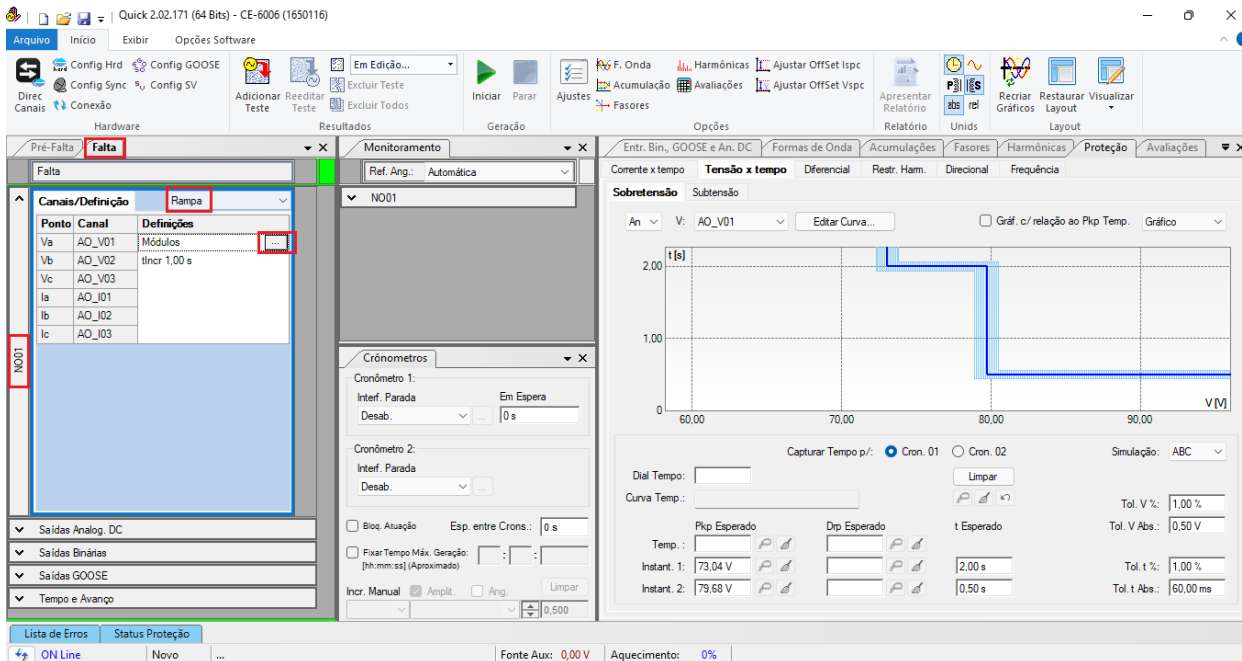 Quick 2.02.171 (64 Bits) - CE-6006 (1650116)
Arquivo Início Exibir Opções Software
Direc Canais
Config Hrd Config GOOSE
Config Sync Config SV
Conexão
Hardware
Adicionar Teste
Reeditar Teste
Em Edição...
Excluir Teste
Excluir Todos
Resultados
Iniciar Parar
Geração
Ajustes
F. Onda Harmônicas Ajustar OffSet Ispc
Acumulação Avaliações Ajustar OffSet Vspc
Fasores
Opções
Apresentar Relatório
Relatório
abs rel
Unids
Recriar Gráficos
Restaurar Layout
Visualizar
Layout
Pré-Falta Falta
Falta
Canais/Definição Rampa
Ponto Canal Definições
Va AO_V01 Módulos ...
Vb AO_V02 tIncr 1,00 s
Vc AO_V03
Ia AO_I01
Ib AO_I02
Ic AO_I03
NO01
Saídas Analog. DC
Saídas Binárias
Saídas GOOSE
Tempo e Avanço
Monitoramento
Ref. Ang.: Automática
NO01
Crônometros
Cronômetro 1:
Interf. Parada Em Espera
Desab. ... 0 s
Cronômetro 2:
Interf. Parada
Desab. ...
Bloq. Atuação Esp. entre Crons.: 0 s
Fixar Tempo Máx. Geração: : :
[hh:mm:ss] (Aproximado)
Incr. Manual Amplit. Ang. Limpar
0,500
Entr. Bin., GOOSE e An. DC Formas de Onda Acumulações Fasores Harmônicas Proteção Avaliações
Corrente x tempo Tensão x tempo Diferencial Restr. Harm. Direcional Frequência
Sobretensão Subtensão
An V: AO_V01 Editar Curva... Gráf. c/ relação ao Pkp Temp. Gráfico
t [s]
2,00
1,00
0
60,00 70,00 80,00 90,00
V [V]
Capturar Tempo p/: Cron. 01 Cron. 02 Simulação: ABC
Dial Tempo: Limpar
Curva Temp.: Tol. V %: 1,00 %
Pkp Esperado Drp Esperado t Esperado Tol. V Abs.: 0,50 V
Temp. :
Instant. 1: 73,04 V 2,00 s Tol. t %: 1,00 %
Instant. 2: 79,68 V 0,50 s Tol. t Abs.: 60,00 ms
Lista de Erros Status Proteção
ON Line Novo ... Fonte Aux: 0,00 V Aquecimento: 0%